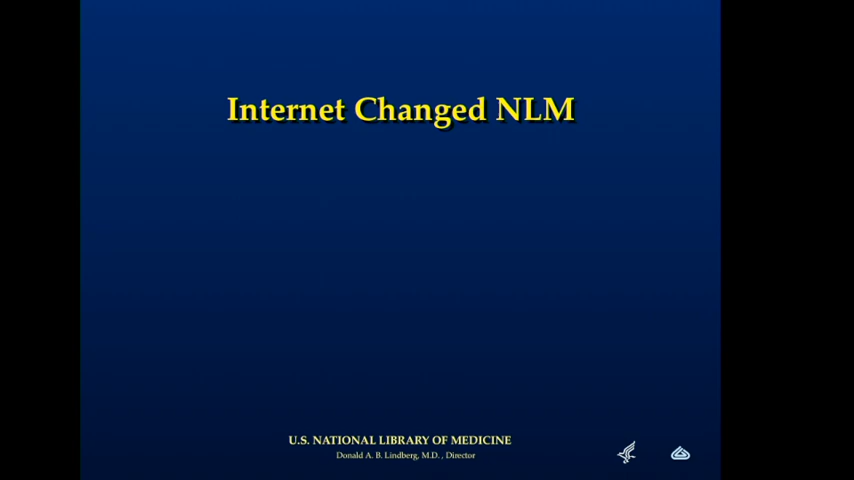 Internet Changed NLM
U.S. NATIONAL LIBRARY OF MEDICINE
Donald A. B. Lindberg, M.D. , Director